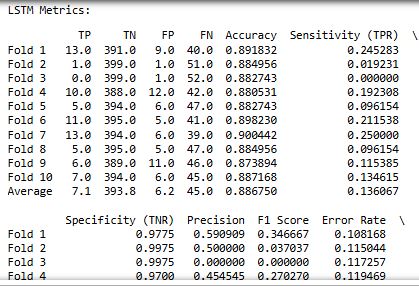 LSTM Metrics:
TP TN FP FN Accuracy Sensitivity (TPR) \
Fold 1 13.0 391.0 9.0 40.0 0.891832 0.245283
Fold 2 1.0 399.0 1.0 51.0 0.884956 0.019231
Fold 3 0.0 399.0 1.0 52.0 0.882743 0.000000
Fold 4 10.0 388.0 12.0 42.0 0.880531 0.192308
Fold 5 5.0 394.0 6.0 47.0 0.882743 0.096154
Fold 6 11.0 395.0 5.0 41.0 0.898230 0.211538
Fold 7 13.0 394.0 6.0 39.0 0.900442 0.250000
Fold 8 5.0 395.0 5.0 47.0 0.884956 0.096154
Fold 9 6.0 389.0 11.0 46.0 0.873894 0.115385
Fold 10 7.0 394.0 6.0 45.0 0.887168 0.134615
Average 7.1 393.8 6.2 45.0 0.886750 0.136067
Specificity (TNR) Precision F1 Score Error Rate \
Fold 1 0.9775 0.590909 0.346667 0.108168
Fold 2 0.9975 0.500000 0.037037 0.115044
Fold 3 0.9975 0.000000 0.000000 0.117257
Fold 4 0.9700 0.454545 0.270270 0.119469